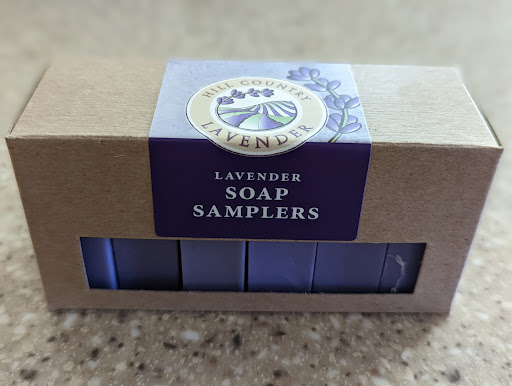 HILL COUNTRY
LAVENDER
LAVENDER
SOAP
SAMPLERS